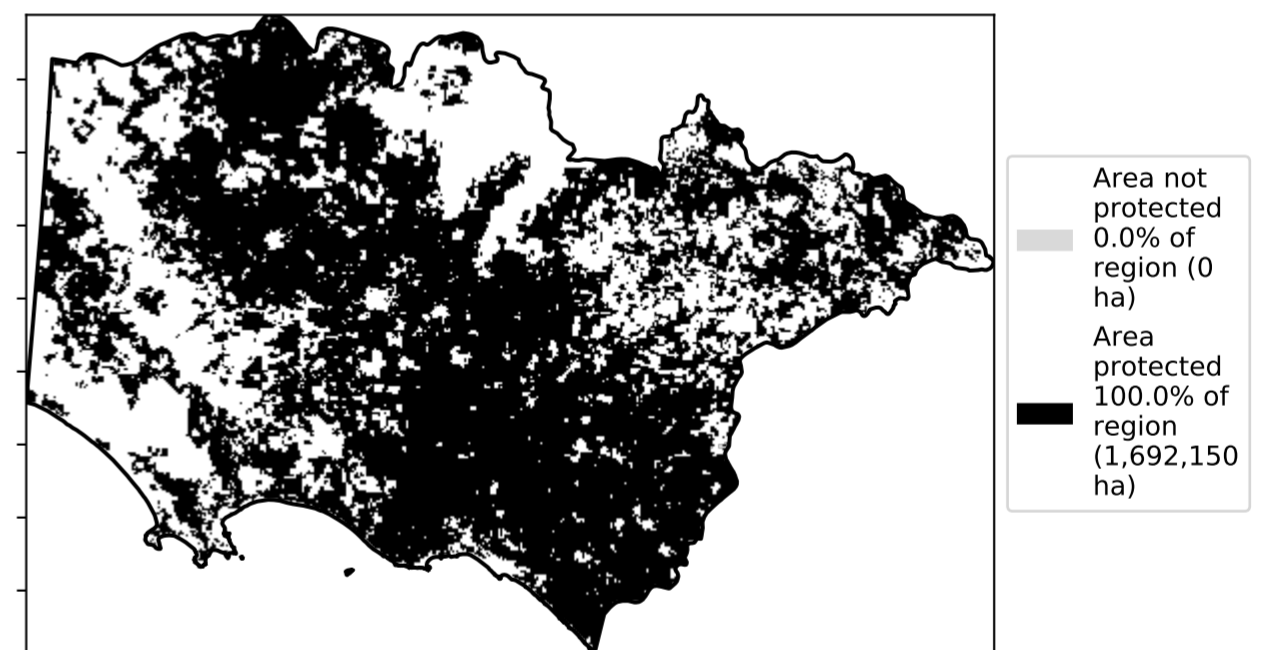 Area not
protected
0.0% of
region (0
ha)
Area
protected
100.0% of
region
(1,692,150
ha)